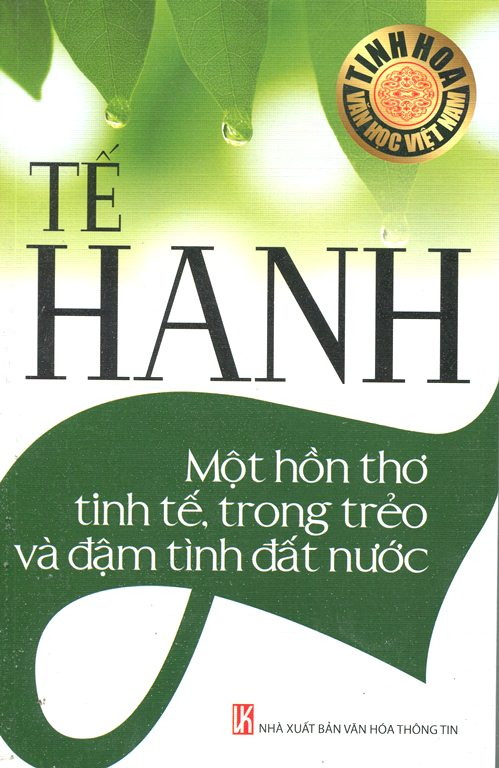 TINH HOA
VĂN HỌC VIỆT NAM
TẾ
HANH
Một hồn thơ
tinh tế, trong trẻo
và đậm tình đất nước
NHÀ XUẤT BẢN VĂN HÓA THÔNG TIN